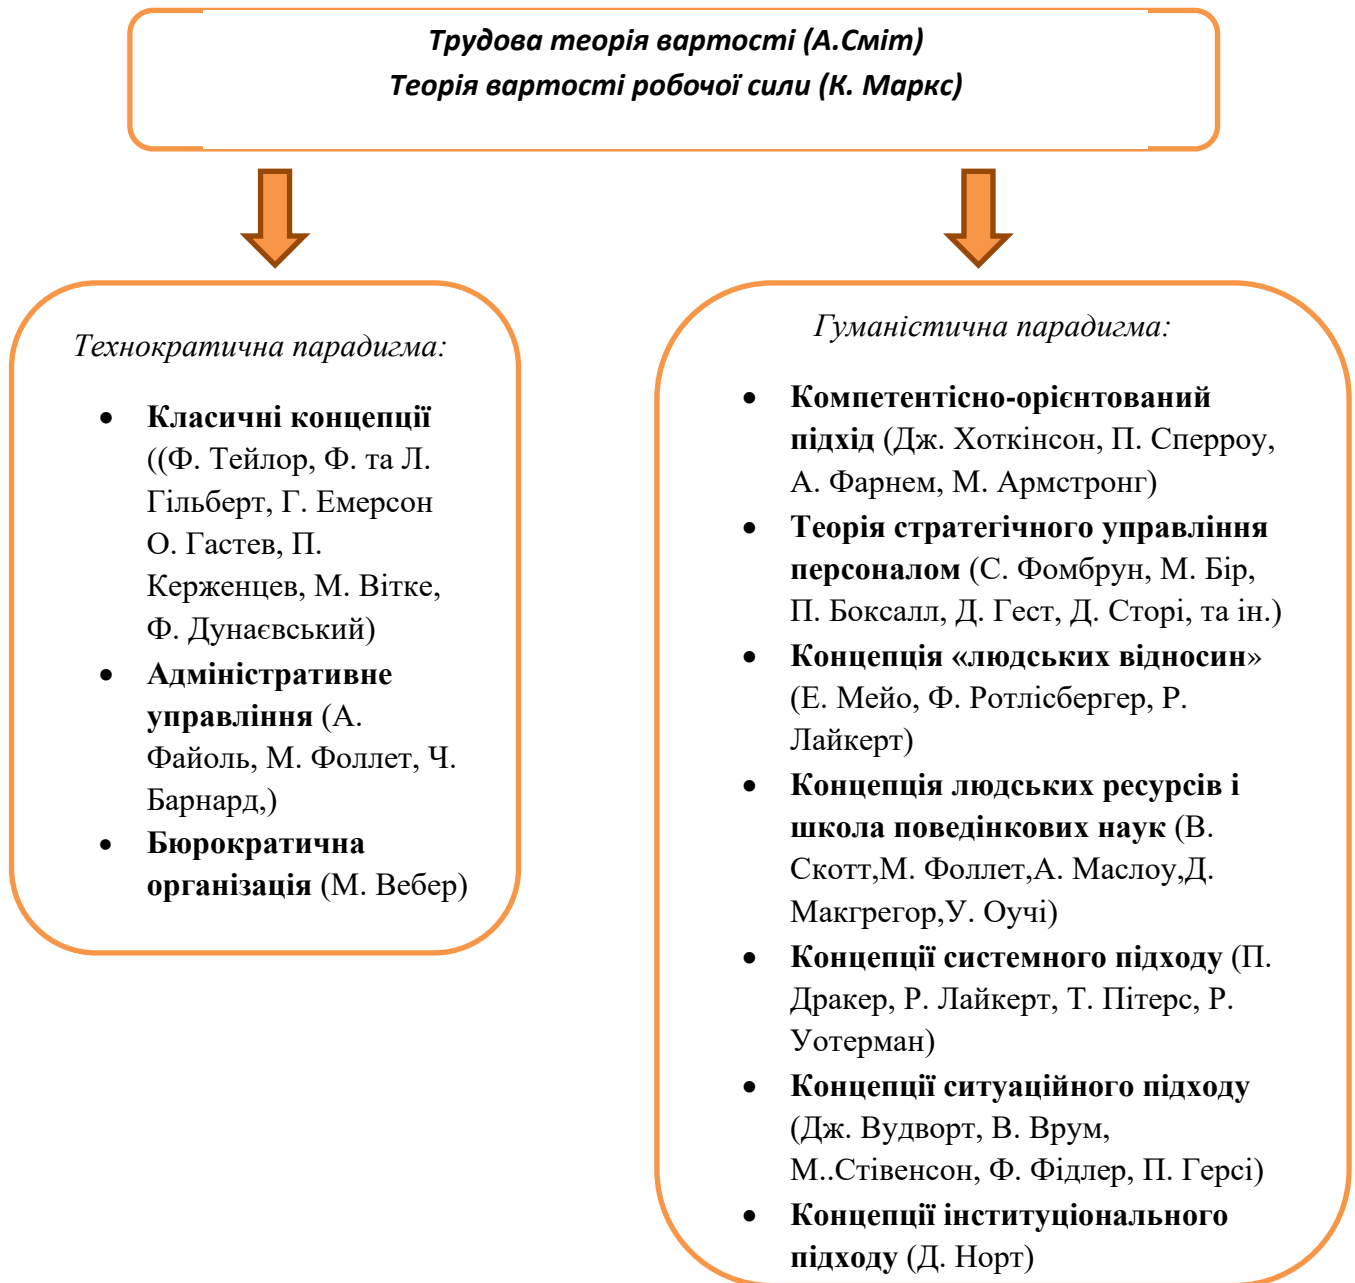 Трудова теорія вартості (А.Сміт)
Теорія вартості робочої сили (К. Маркс)
Технократична парадигма:
• Класичні концепції
((Ф. Тейлор, Ф. та Л.
Гільберт, Г. Емерсон
О. Гастев, П.
Керженцев, М. Вітке,
Ф. Дунаєвський)
• Адміністративне
управління (А.
Файоль, М. Фоллет, Ч.
Барнард,)
• Бюрократична
організація (М. Вебер)
Гуманістична парадигма:
• Компетентісно-орієнтований
підхід (Дж. Хоткінсон, П. Сперроу,
А. Фарнем, М. Армстронг)
• Теорія стратегічного управління
персоналом (С. Фомбрун, М. Бір,
П. Боксалл, Д. Гест, Д. Сторі, та ін.)
• Концепція «людських відносин»
(Е. Мейо, Ф. Ротлісбергер, Р.
Лайкерт)
• Концепція людських ресурсів і
школа поведінкових наук (В.
Скотт,М. Фоллет,А. Маслоу,Д.
Макгрегор,У. Оучі)
• Концепції системного підходу (П.
Дракер, Р. Лайкерт, Т. Пітерс, Р.
Уотерман)
• Концепції ситуаційного підходу
(Дж. Вудворт, В. Врум,
М..Стівенсон, Ф. Фідлер, П. Герсі)
• Концепції інституціонального
підходу (Д. Норт)